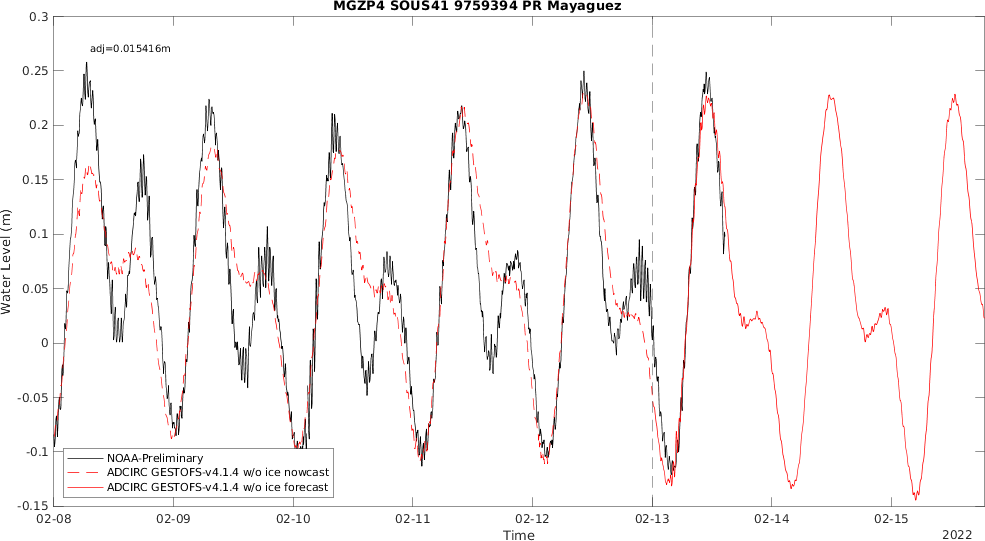 MGZP4 SOUS41 9759394 PR Mayaguez
0.3
adj=0.015416m
0.25
0.2
0.15
0.1
0.05
0
-0.05
-0.1
-0.15
Water Level (m)
NOAA-Preliminary
ADCIRC GESTOFS-v4.1.4 w/o ice nowcast
ADCIRC GESTOFS-v4.1.4 w/o ice forecast
02-08 02-09 02-10 02-11 02-12 02-13 02-14 02-15
Time
2022